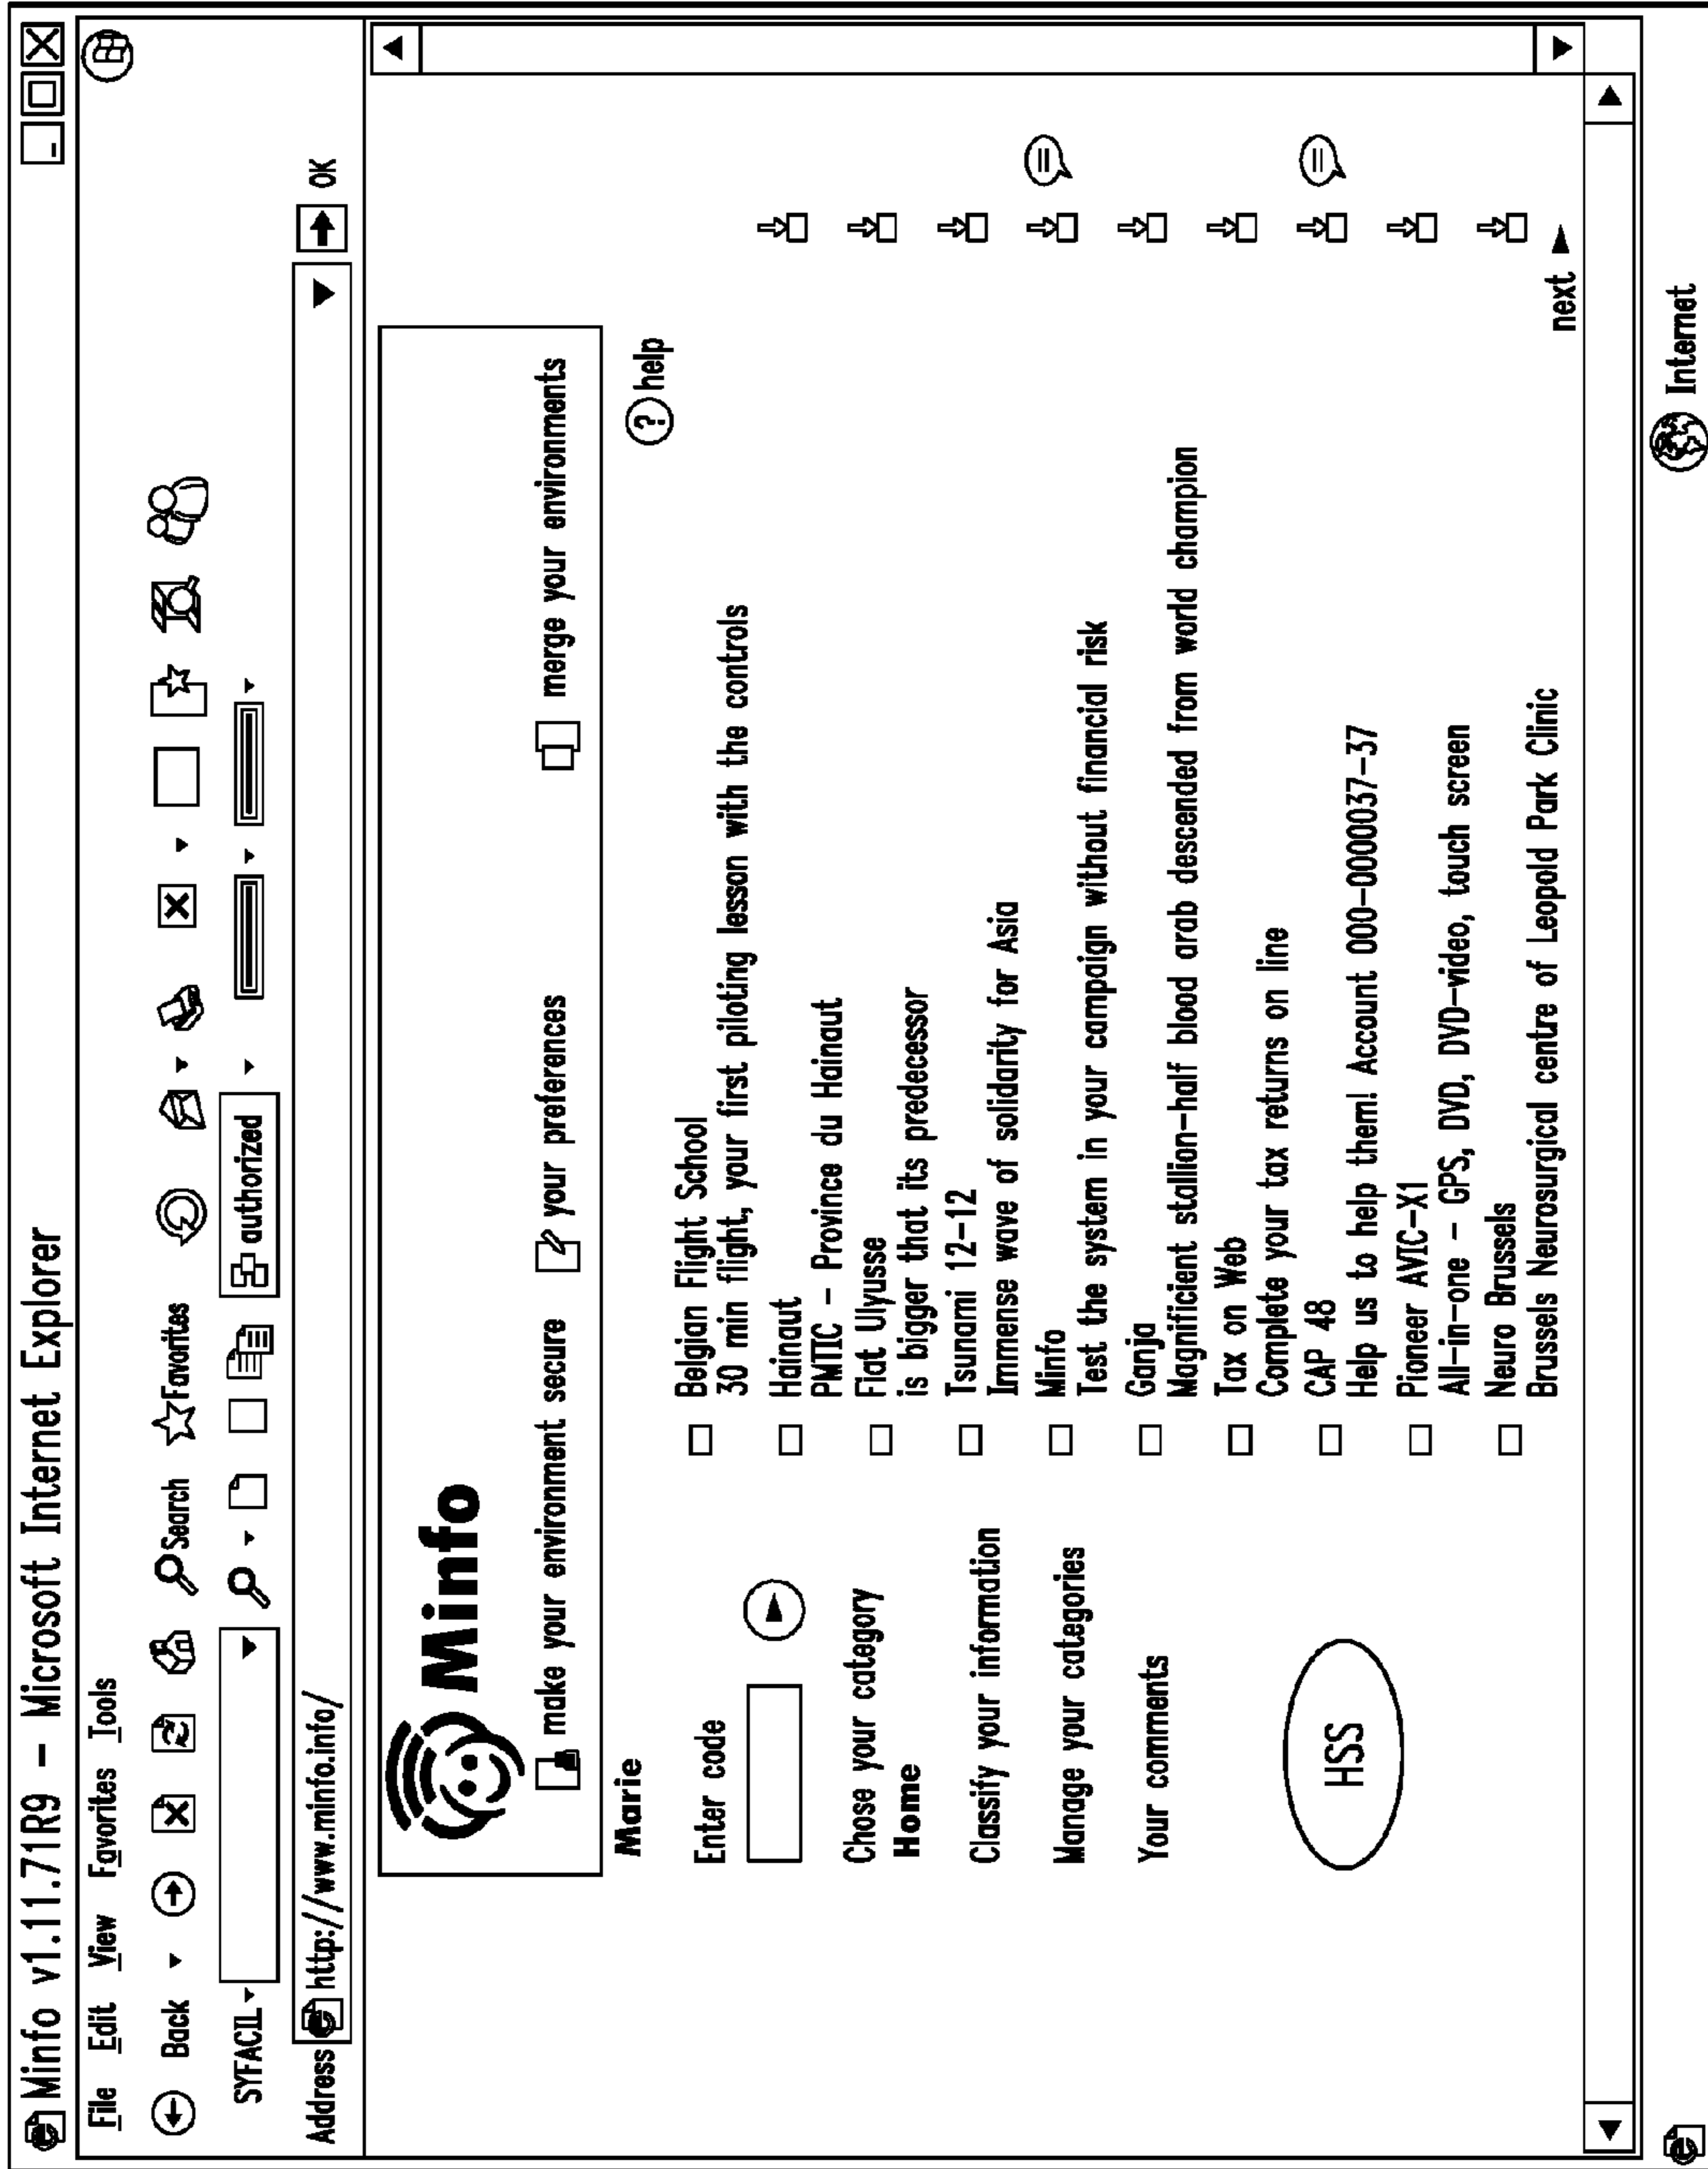 Minfo v1.11.71R9 - Microsoft Internet Explorer
File Edit View Favorites Tools
Back Search Favorites
SYFACIL authorized
Address http://www.minfo.info/ OK
Minfo
make your environment secure your preferences merge your environments
Marie
? help
Enter code
Chose your category
Home
Classify your information
Manage your categories
Your comments
HSS
Belgian Flight School
30 min flight, your first piloting lesson with the controls
Hainaut
PMTIC - Province du Hainaut
Fiat Ulyusse
is bigger that its predecessor
Tsunami 12-12
Immense wave of solidarity for Asia
Minfo
Test the system in your campaign without financial risk
Ganja
Magnificient stallion-half blood arab descended from world champion
Tax on Web
Complete your tax returns on line
CAP 48
Help us to help them! Account 000-0000037-37
Pioneer AVIC-X1
All-in-one - GPS, DVD, DVD-video, touch screen
Neuro Brussels
Brussels Neurosurgical centre of Leopold Park Clinic
next
Internet